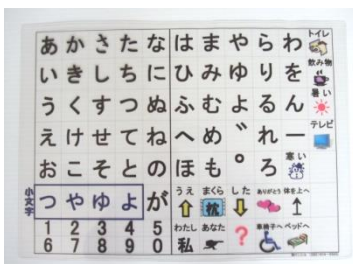 あ か さ た な は ま や ら わ トイレ
い き し ち に ひ み ゆ り を 飲み物
う く す つ ぬ ふ む よ る ん 暑い
え け せ て ね へ め ゛ れ ー テレビ
お こ そ と の ほ も ゜ ろ 寒い
小文字 っ ゃ ゅ ょ が うえ まくら 枕 した ありがとう 体を上へ
1 2 3 4 5 わたし あなた ? 車椅子へ ベッドへ
6 7 8 9 0 私